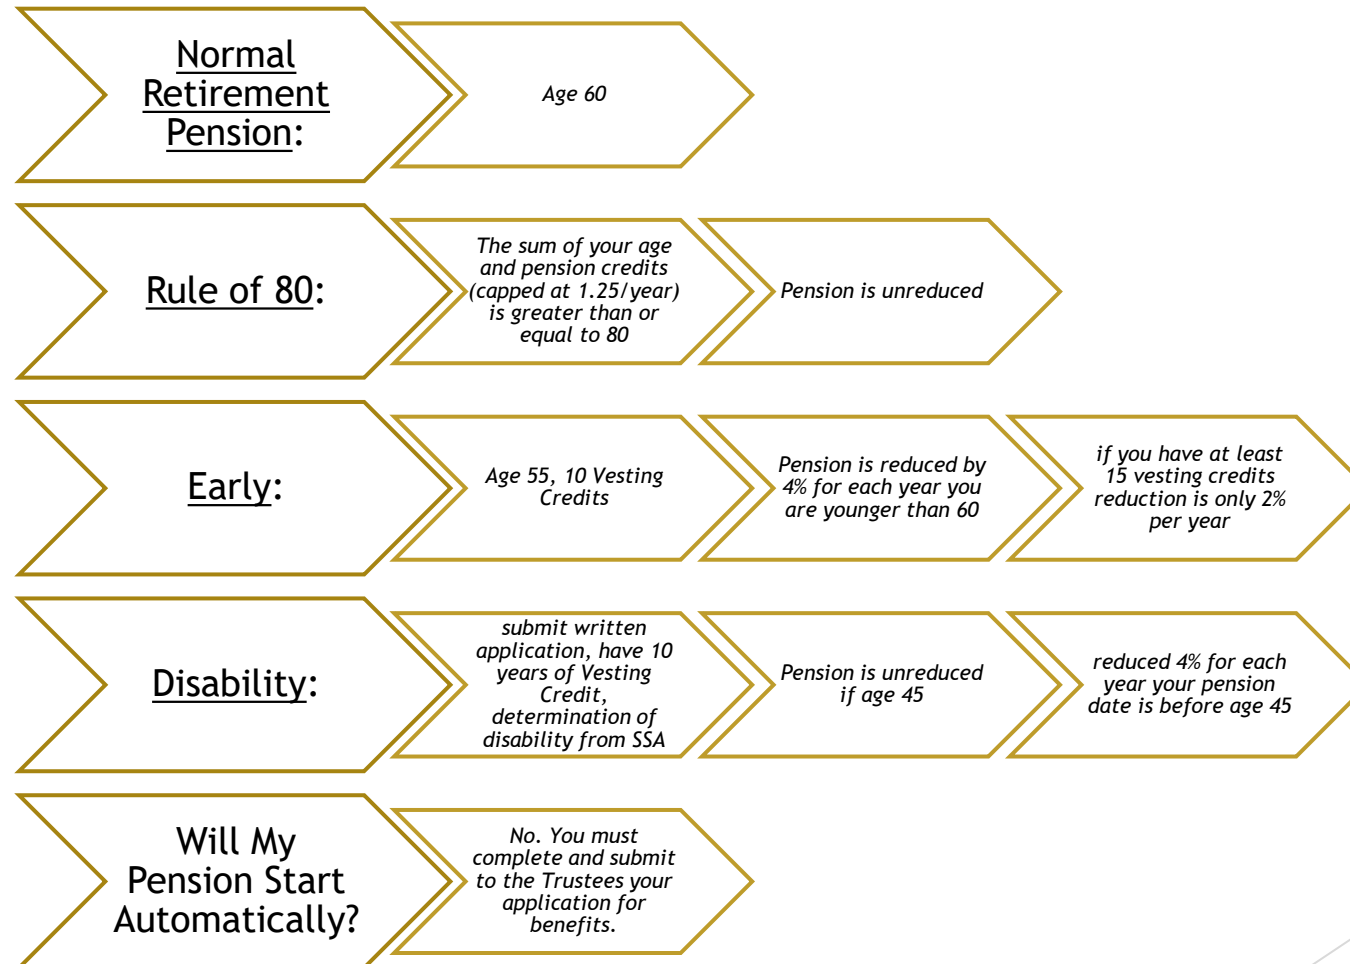 Normal
Retirement
Pension:
Age 60
Rule of 80:
The sum of your age
and pension credits
(capped at 1.25/year)
is greater than or
equal to 80
Pension is unreduced
Early:
Age 55, 10 Vesting
Credits
Pension is reduced by
4% for each year you
are younger than 60
if you have at least
15 vesting credits
reduction is only 2%
per year
Disability:
submit written
application, have 10
years of Vesting
Credit,
determination of
disability from SSA
Pension is unreduced
if age 45
reduced 4% for each
year your pension
date is before age 45
Will My
Pension Start
Automatically?
No. You must
complete and submit
to the Trustees your
application for
benefits.